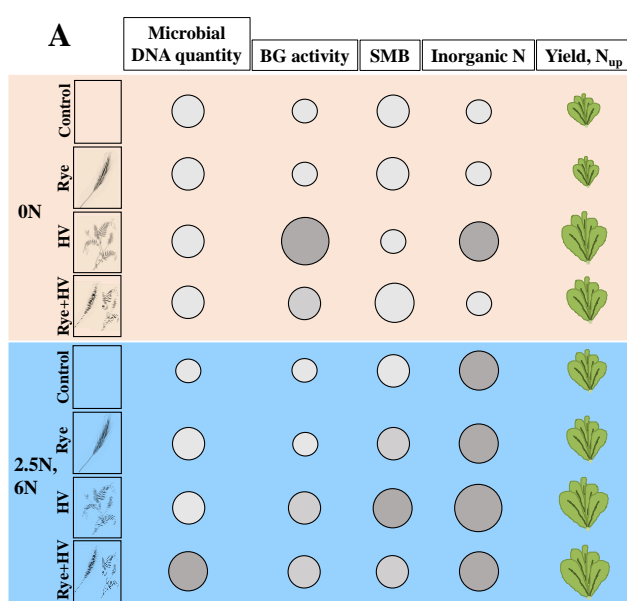 A
Microbial
DNA quantity
BG activity
SMB
Inorganic N
Yield, Nup
0N
Control
Rye
HV
Rye+HV
2.5N,
6N
Control
Rye
HV
Rye+HV